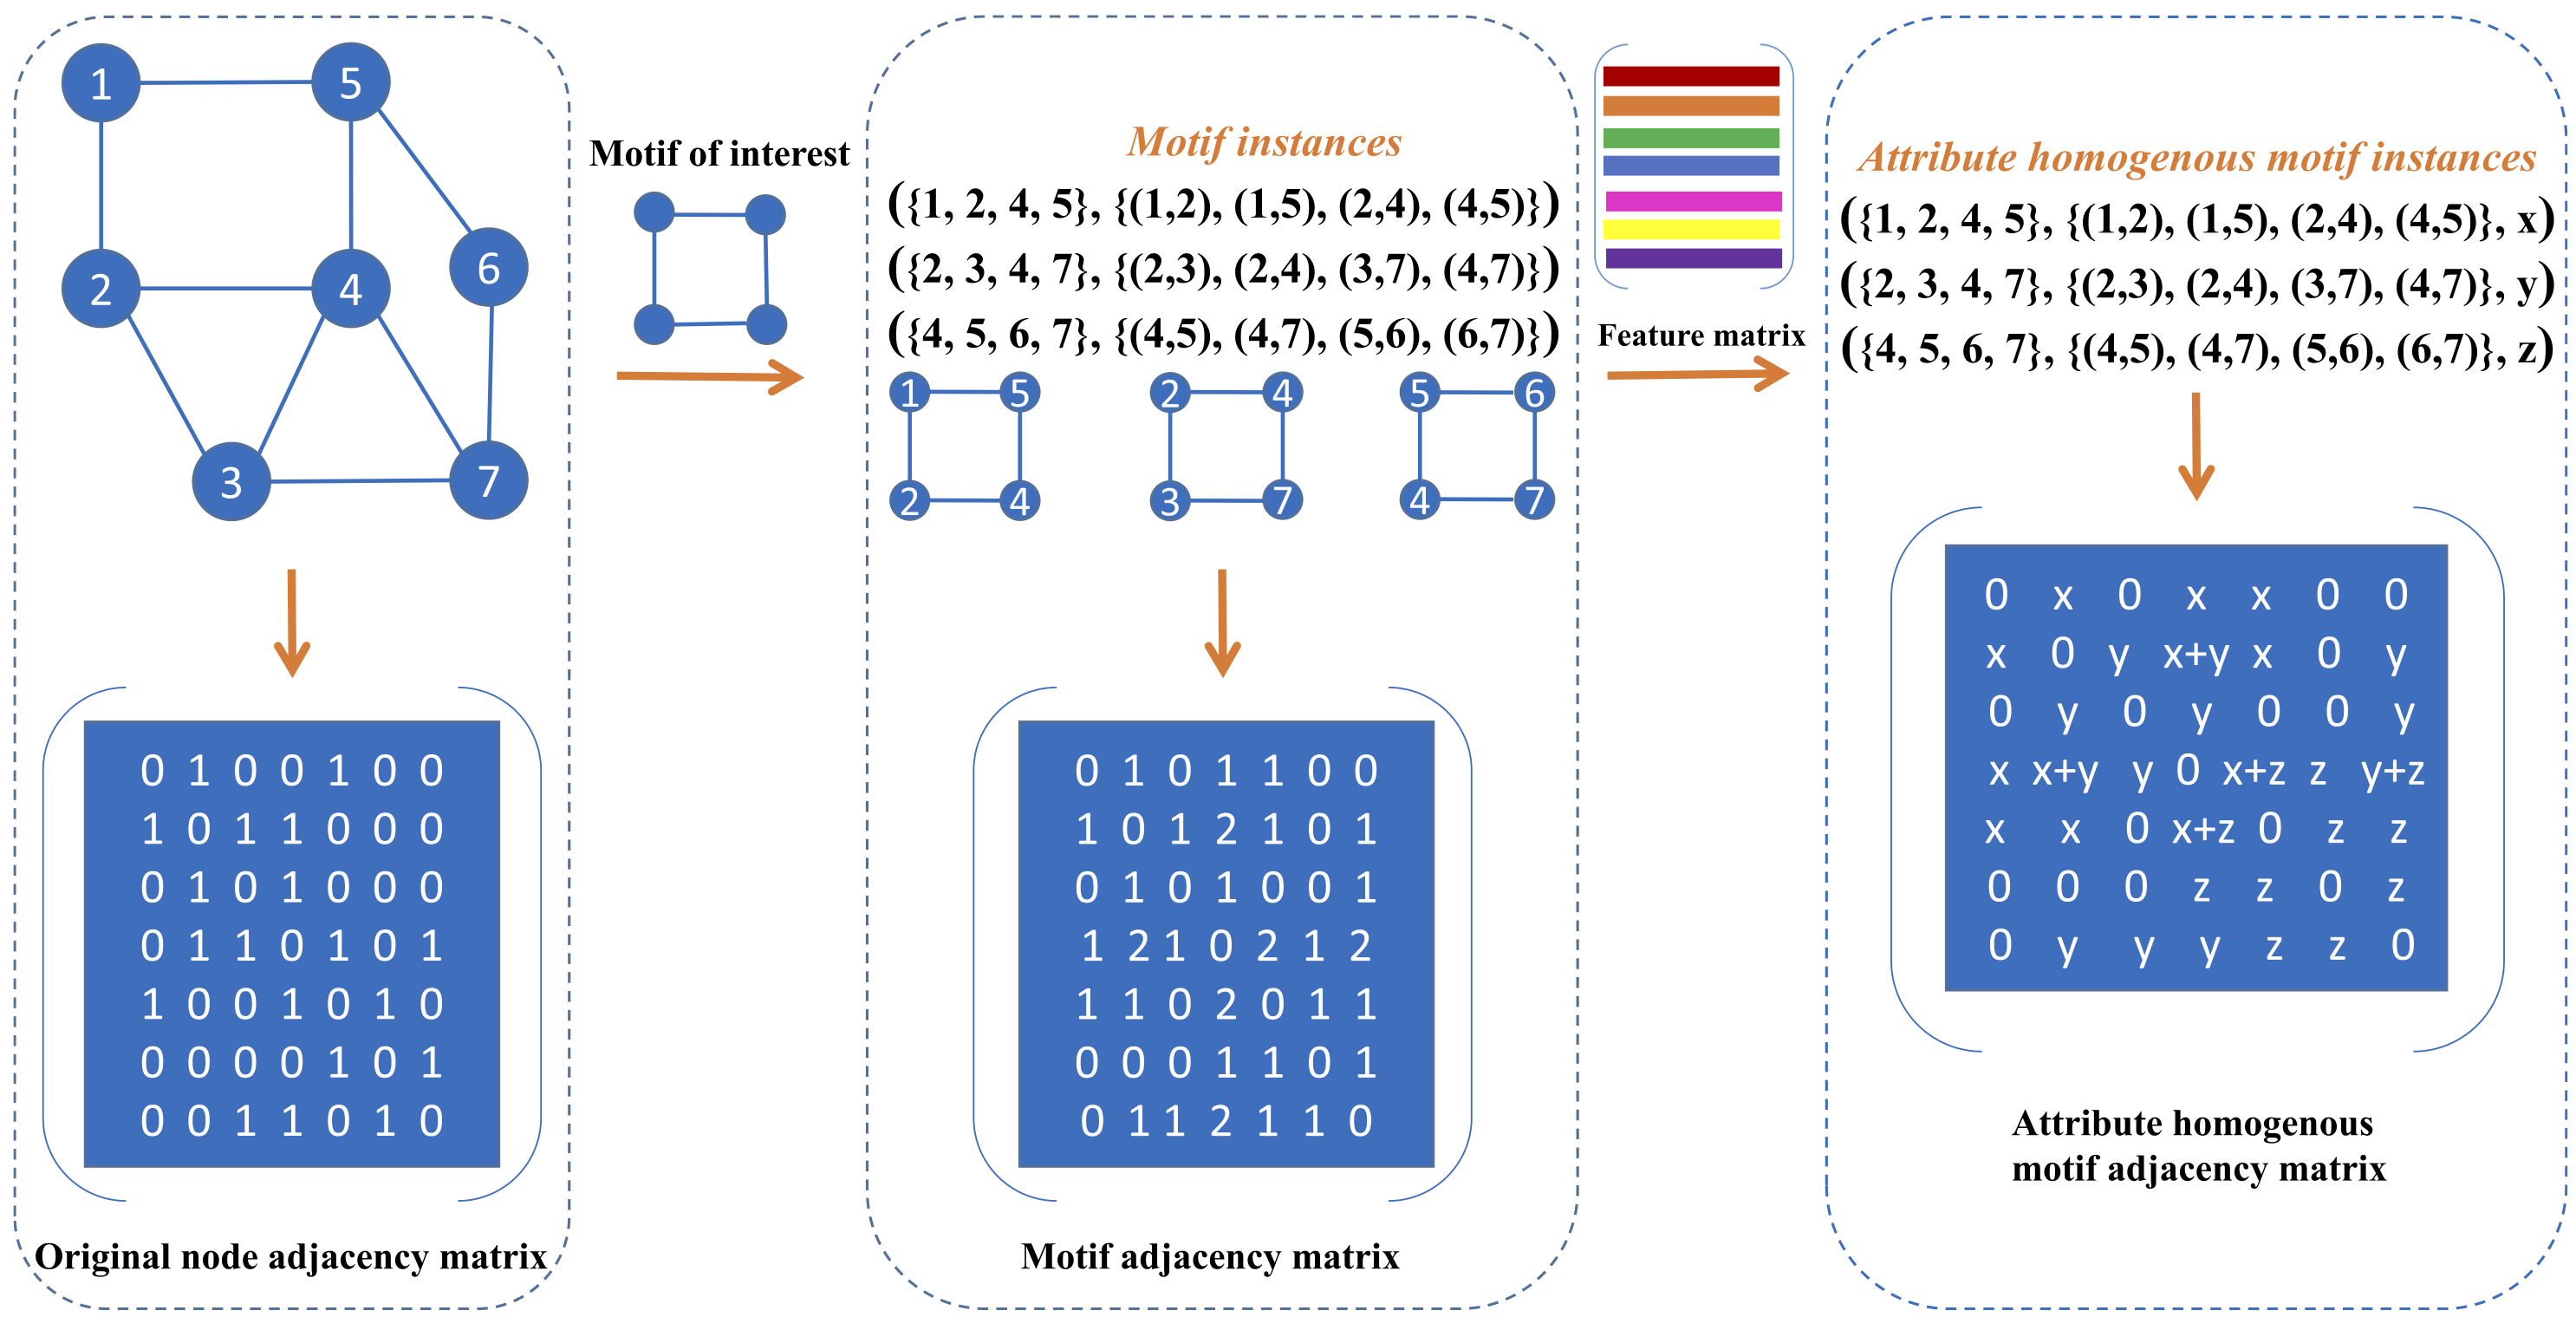 1 5
2 4 6
3 7
0 1 0 0 1 0 0
1 0 1 1 0 0 0
0 1 0 1 0 0 0
0 1 1 0 1 0 1
1 0 0 1 0 1 0
0 0 0 0 1 0 1
0 0 1 1 0 1 0
Original node adjacency matrix
Motif of interest
Motif instances
({1, 2, 4, 5}, {(1,2), (1,5), (2,4), (4,5)})
({2, 3, 4, 7}, {(2,3), (2,4), (3,7), (4,7)})
({4, 5, 6, 7}, {(4,5), (4,7), (5,6), (6,7)})
1 5 2 4 5 6
2 4 3 7 4 7
0 1 0 1 1 0 0
1 0 1 2 1 0 1
0 1 0 1 0 0 1
1 2 1 0 2 1 2
1 1 0 2 0 1 1
0 0 0 1 1 0 1
0 1 1 2 1 1 0
Motif adjacency matrix
Feature matrix
Attribute homogenous motif instances
({1, 2, 4, 5}, {(1,2), (1,5), (2,4), (4,5)}, x)
({2, 3, 4, 7}, {(2,3), (2,4), (3,7), (4,7)}, y)
({4, 5, 6, 7}, {(4,5), (4,7), (5,6), (6,7)}, z)
0 x 0 x x 0 0
x 0 y x+y x 0 y
0 y 0 y 0 0 y
x x+y y 0 x+z z y+z
x x 0 x+z 0 z z
0 0 0 z z 0 z
0 y y y z z 0
Attribute homogenous
motif adjacency matrix